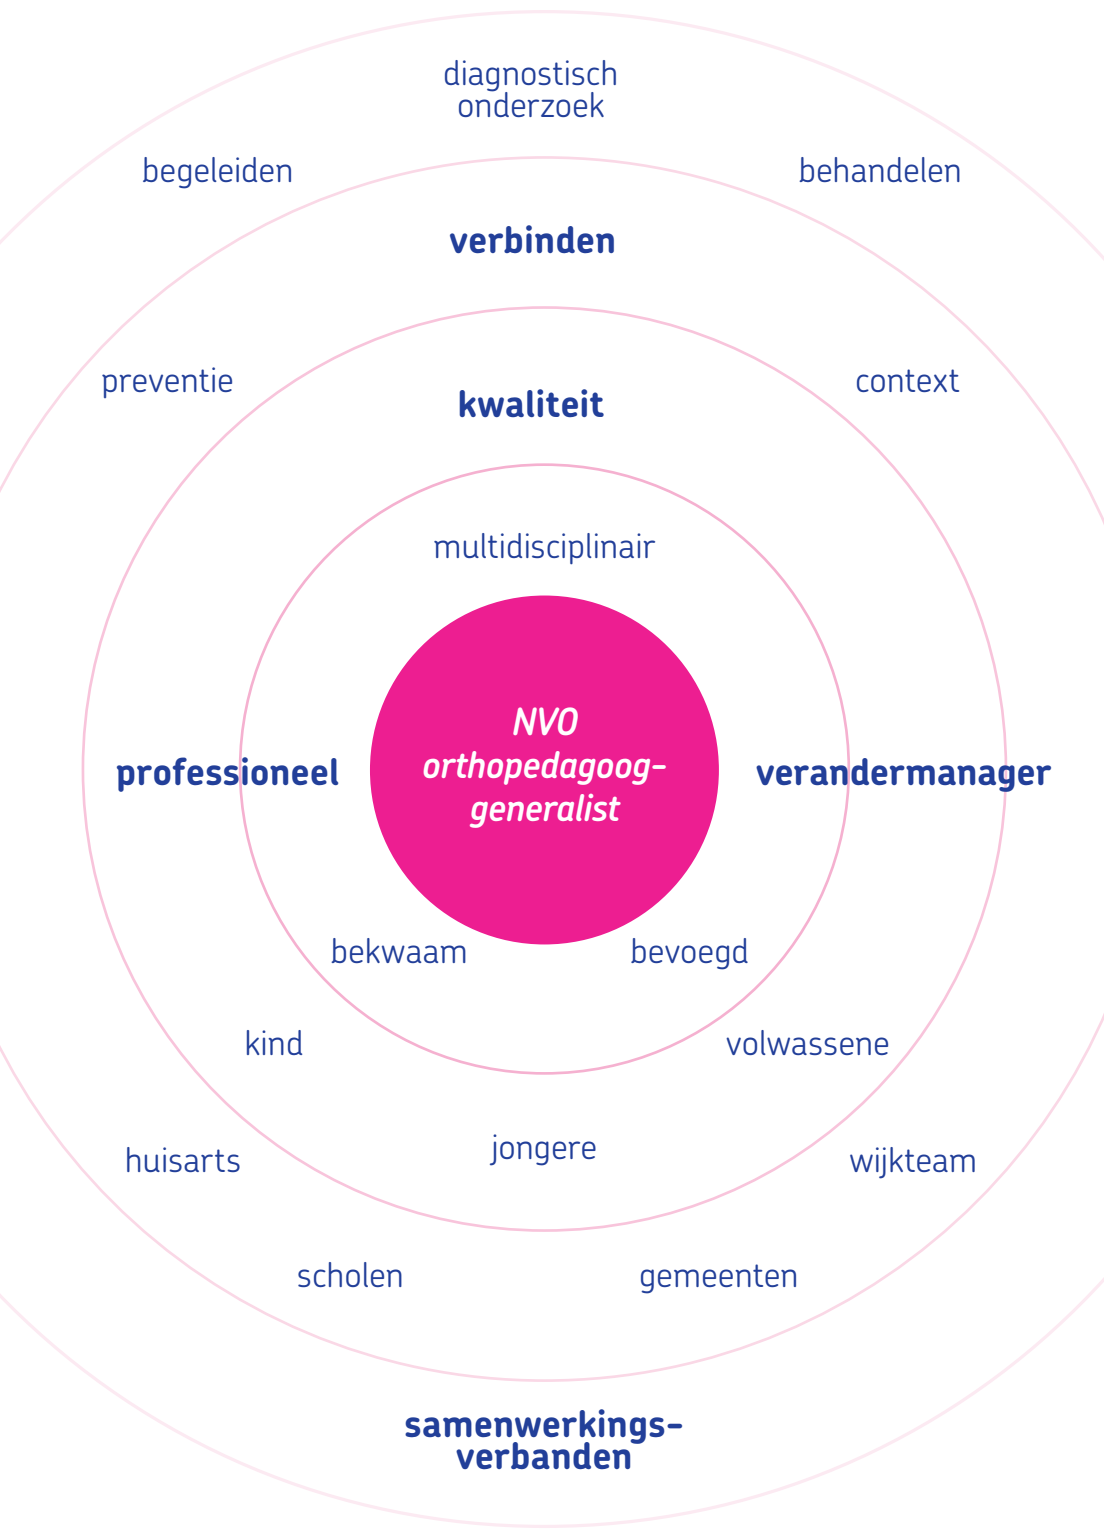 diagnostisch
onderzoek
begeleiden
behandelen
verbinden
preventie
context
kwaliteit
multidisciplinair
NVO
orthopedagoog-
generalist
professioneel
verandermanager
bekwaam
bevoegd
kind
volwassene
jongere
huisarts
wijkteam
scholen
gemeenten
samenwerkings-
verbanden